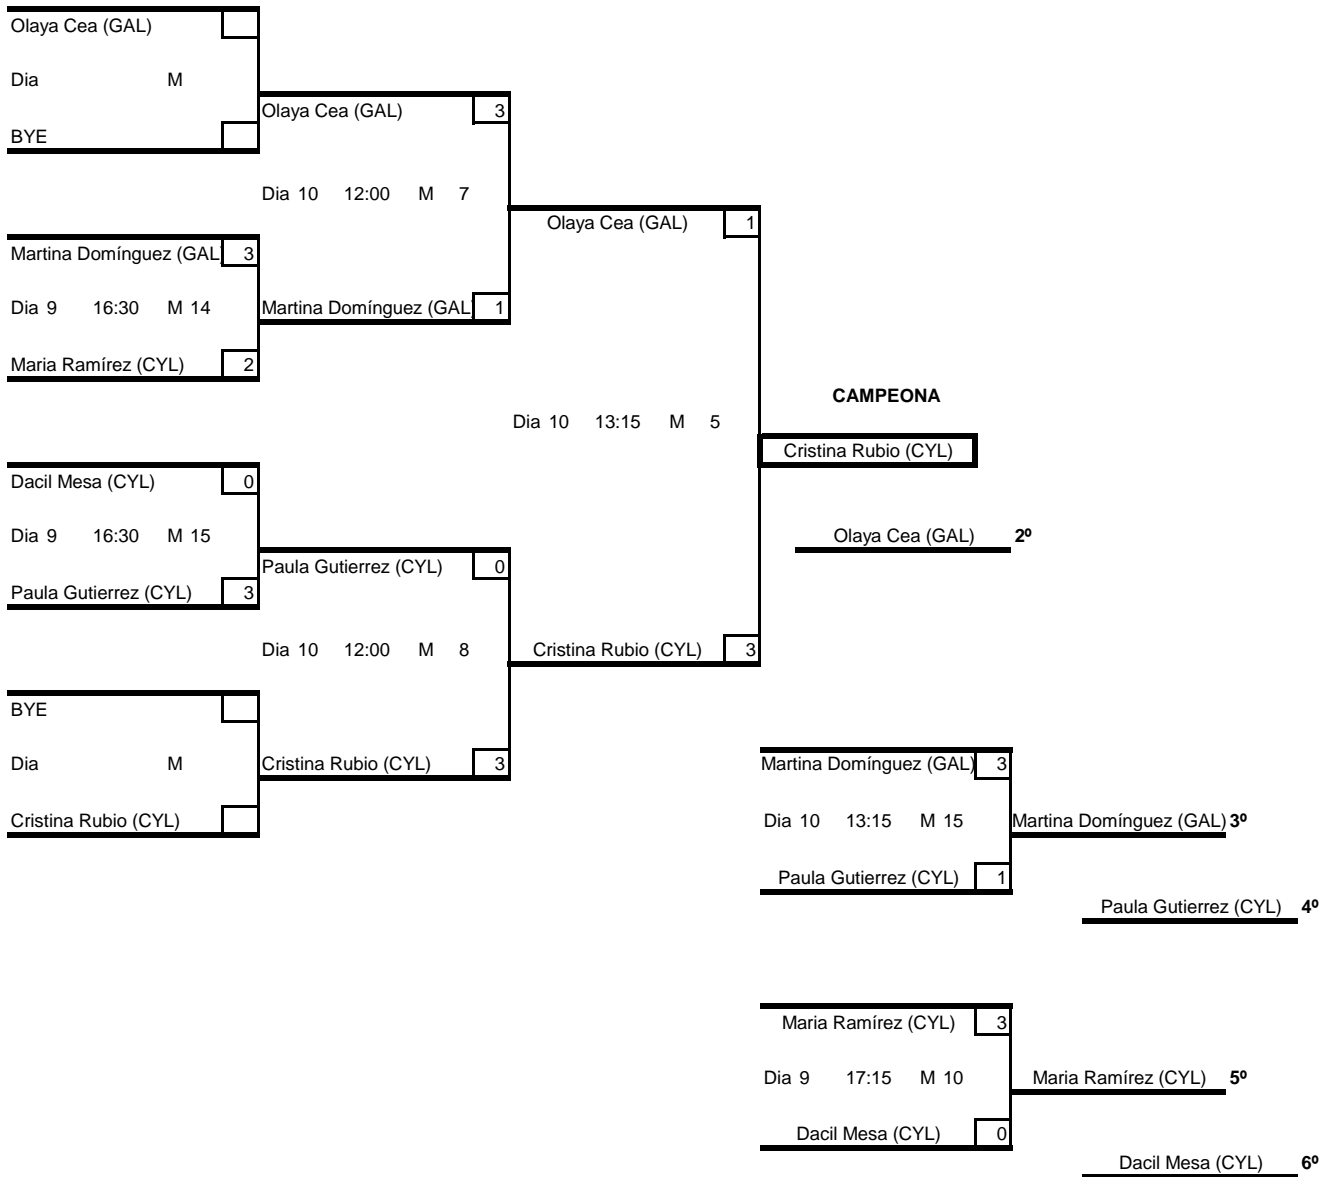 Olaya Cea (GAL)
Dia M
Olaya Cea (GAL) 3
BYE
Dia 10 12:00 M 7
Olaya Cea (GAL) 1
Martina Domínguez (GAL 3
Dia 9 16:30 M 14 Martina Domínguez (GAL 1
Maria Ramírez (CYL) 2
CAMPEONA
Dia 10 13:15 M 5
Cristina Rubio (CYL)
Dacil Mesa (CYL) 0
Dia 9 16:30 M 15 Olaya Cea (GAL) 2º
Paula Gutierrez (CYL) 0
Paula Gutierrez (CYL) 3
Dia 10 12:00 M 8 Cristina Rubio (CYL) 3
BYE
Dia M Cristina Rubio (CYL) 3 Martina Domínguez (GAL) 3
Cristina Rubio (CYL) Dia 10 13:15 M 15 Martina Domínguez (GAL) 3º
Paula Gutierrez (CYL) 1
Paula Gutierrez (CYL) 4º
Maria Ramírez (CYL) 3
Dia 9 17:15 M 10 Maria Ramírez (CYL) 5º
Dacil Mesa (CYL) 0
Dacil Mesa (CYL) 6º